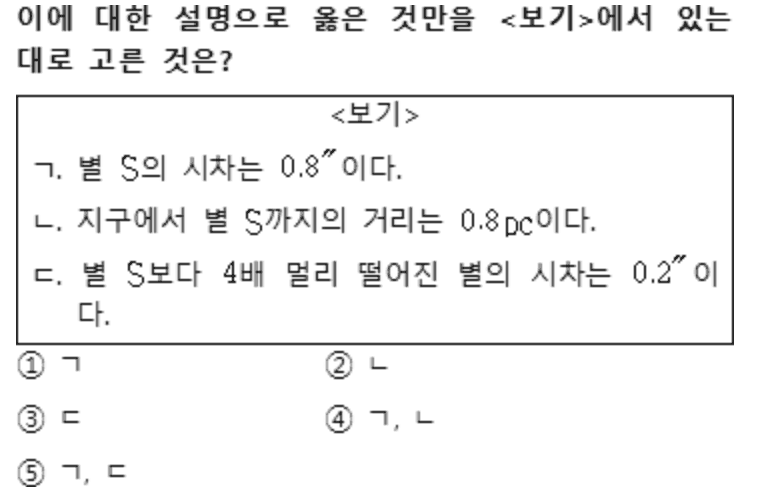 이에 대한 설명으로 옳은 것만을 <보기>에서 있는
대로 고른 것은?
<보기>
ㄱ. 별 S의 시차는 0.8″이다.
ㄴ. 지구에서 별 S까지의 거리는 0.8pc이다.
ㄷ. 별 S보다 4배 멀리 떨어진 별의 시차는 0.2″이
다.
① ㄱ ② ㄴ
③ ㄷ ④ ㄱ, ㄴ
⑤ ㄱ, ㄷ